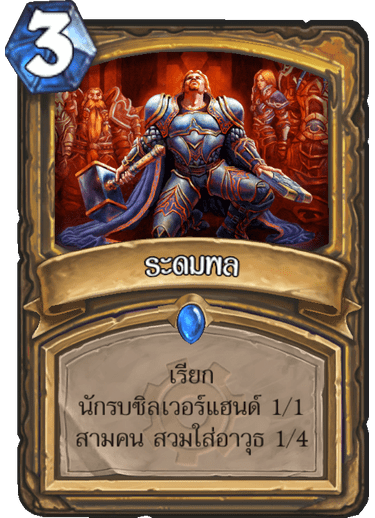 3
ระดมพล
เรียก
นักรบซิลเวอร์แฮนด์ 1/1
สามคน สวมใส่อาวุธ 1/4